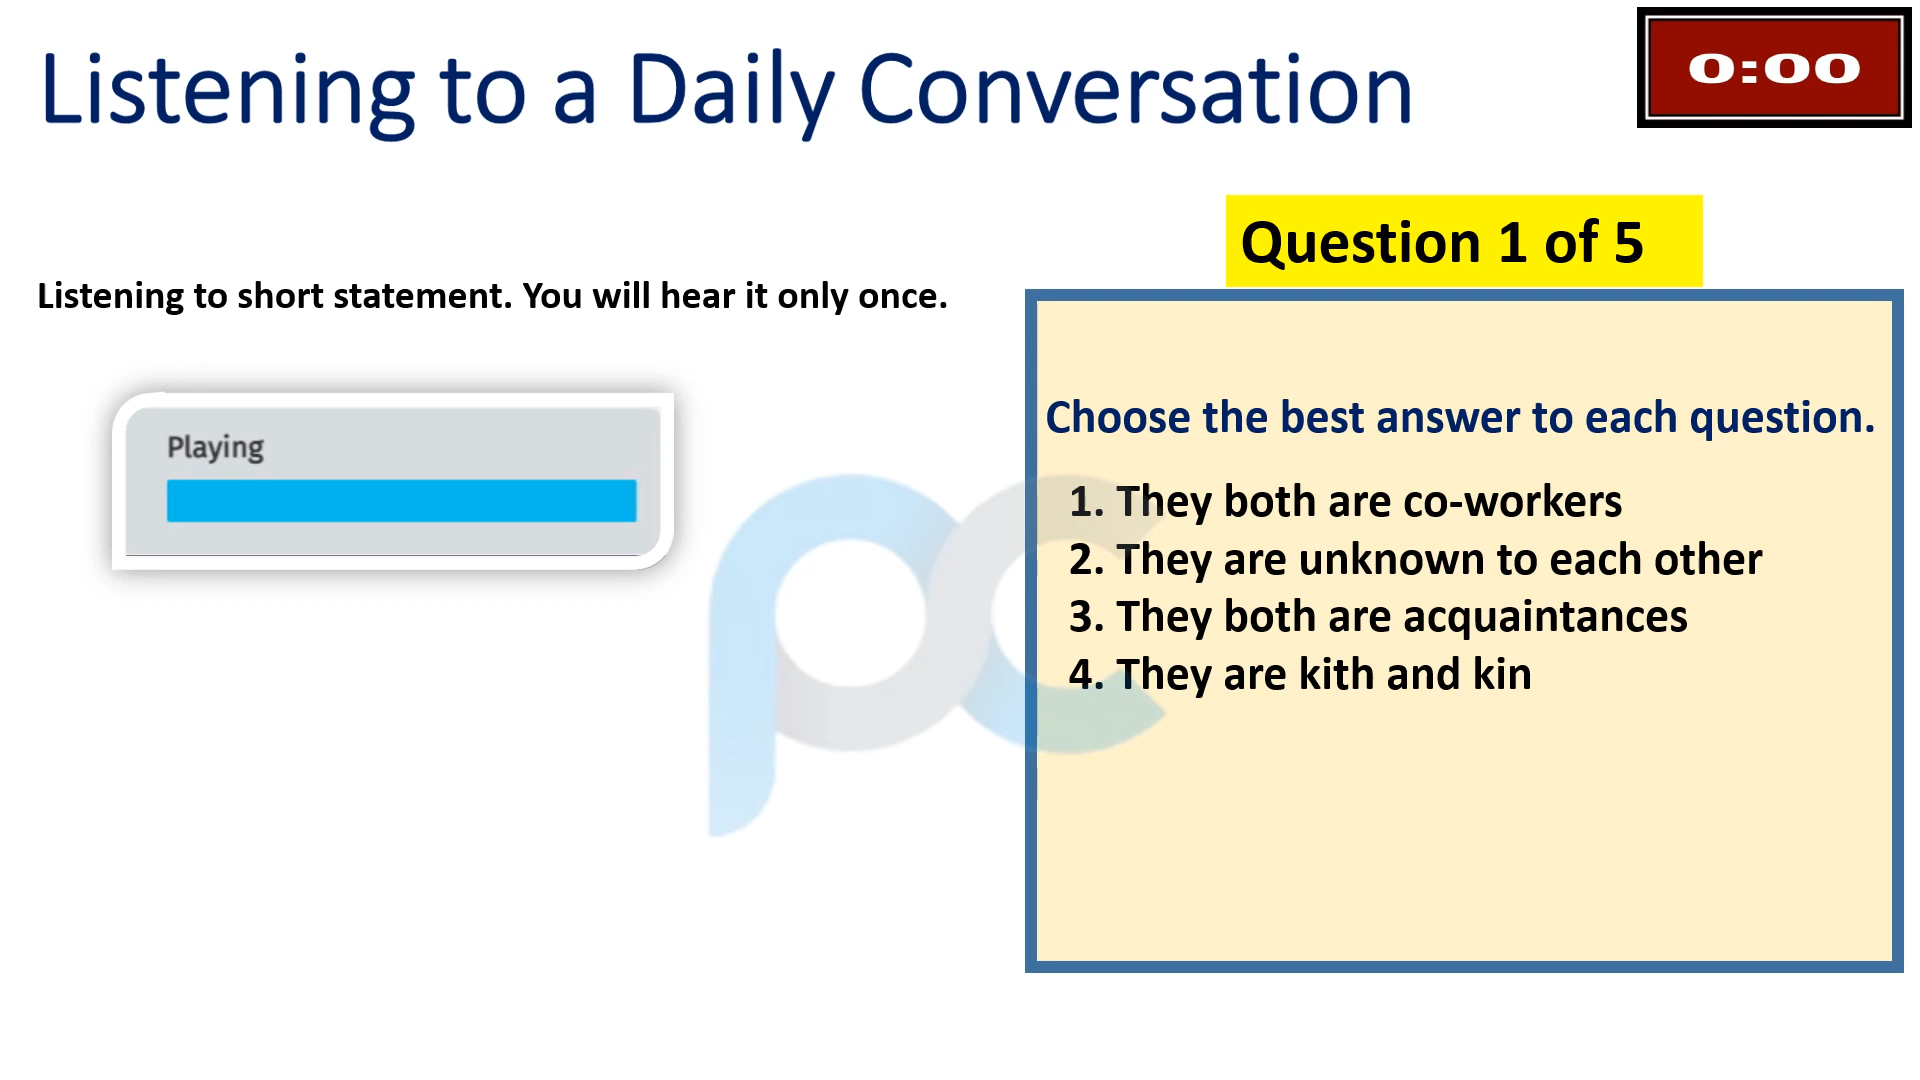 Listening to a Daily Conversation
0:00
Question 1 of 5
Listening to short statement. You will hear it only once.
Playing
Choose the best answer to each question.
1. They both are co-workers
2. They are unknown to each other
3. They both are acquaintances
4. They are kith and kin